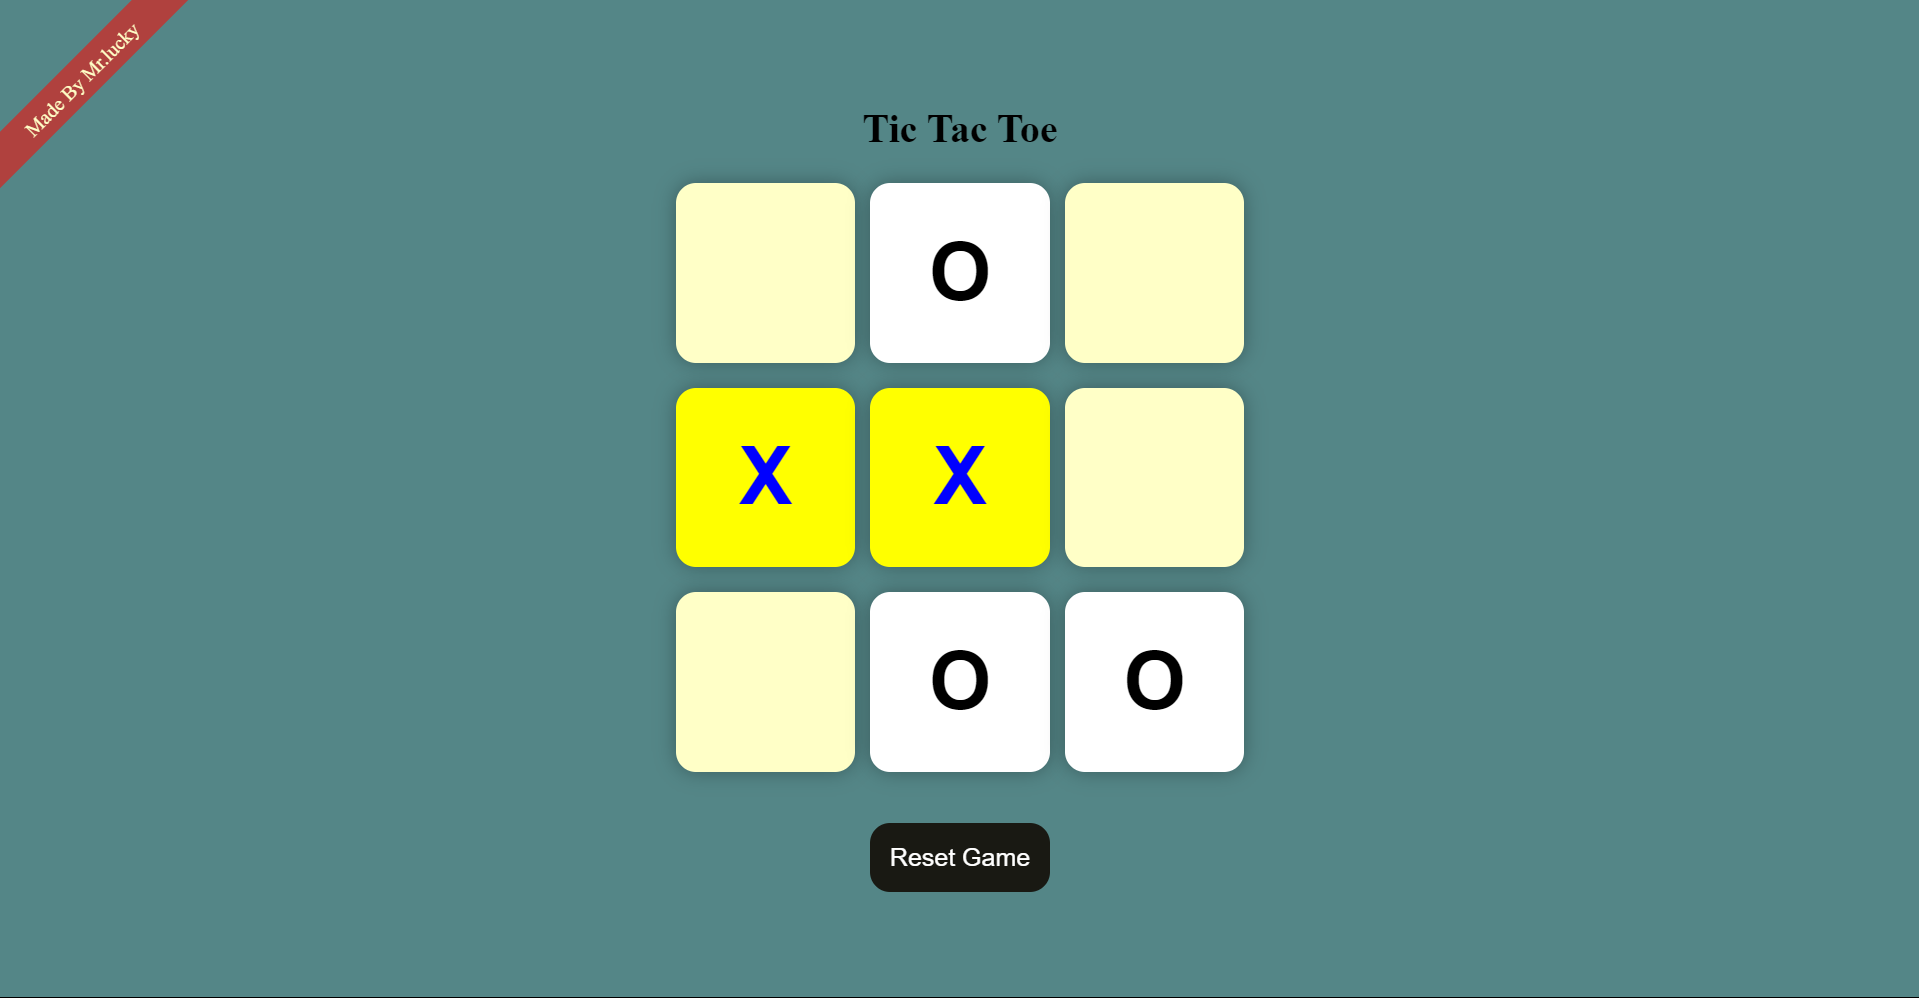 Made By Mr.lucky
Tic Tac Toe
O
X X
O O
Reset Game